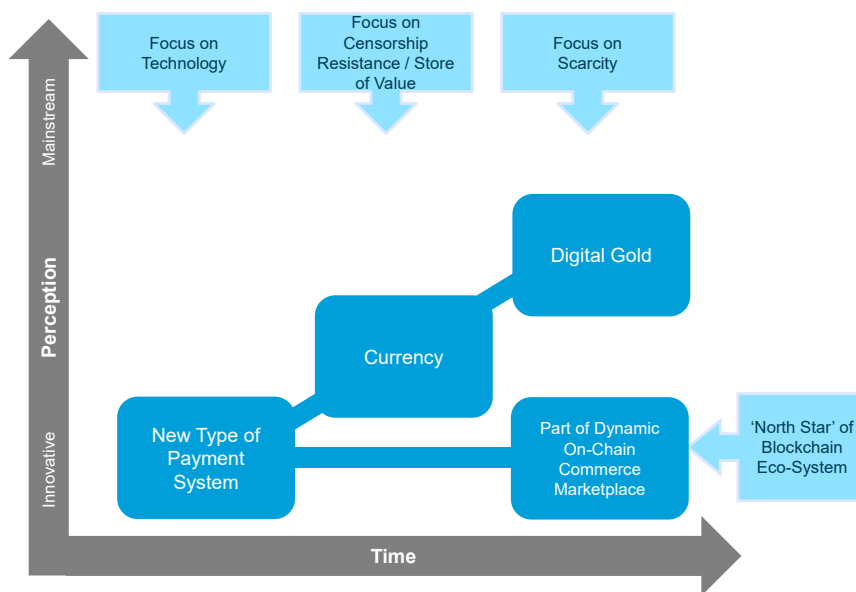 Focus on
Technology
Focus on
Censorship
Resistance / Store
of Value
Focus on
Scarcity
Mainstream
Perception
Innovative
Digital Gold
Currency
New Type of
Payment
System
Part of Dynamic
On-Chain
Commerce
Marketplace
‘North Star’ of
Blockchain
Eco-System
Time